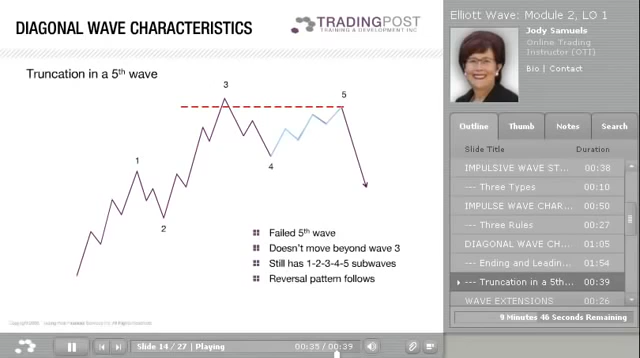 DIAGONAL WAVE CHARACTERISTICS
TRADINGPOST
TRAINING & DEVELOPMENT INC
Truncation in a 5th wave
3
5
1
4
2
Failed 5th wave
Doesn't move beyond wave 3
Still has 1-2-3-4-5 subwaves
Reversal pattern follows
Slide 14 / 27 | Playing
00:35 / 00:39
Elliott Wave: Module 2, LO 1
Jody Samuels
Online Trading
Instructor (OTI)
Bio | Contact
Outline Thumb Notes Search
Slide Title Duration
IMPULSIVE WAVE ST... 00:38
--- Three Types 00:10
IMPULSE WAVE CHAR... 00:50
--- Three Rules 00:27
DIAGONAL WAVE CH... 01:05
--- Ending and Leadin... 01:54
--- Truncation in a 5th... 00:39
WAVE EXTENSIONS 00:26
9 Minutes 46 Seconds Remaining